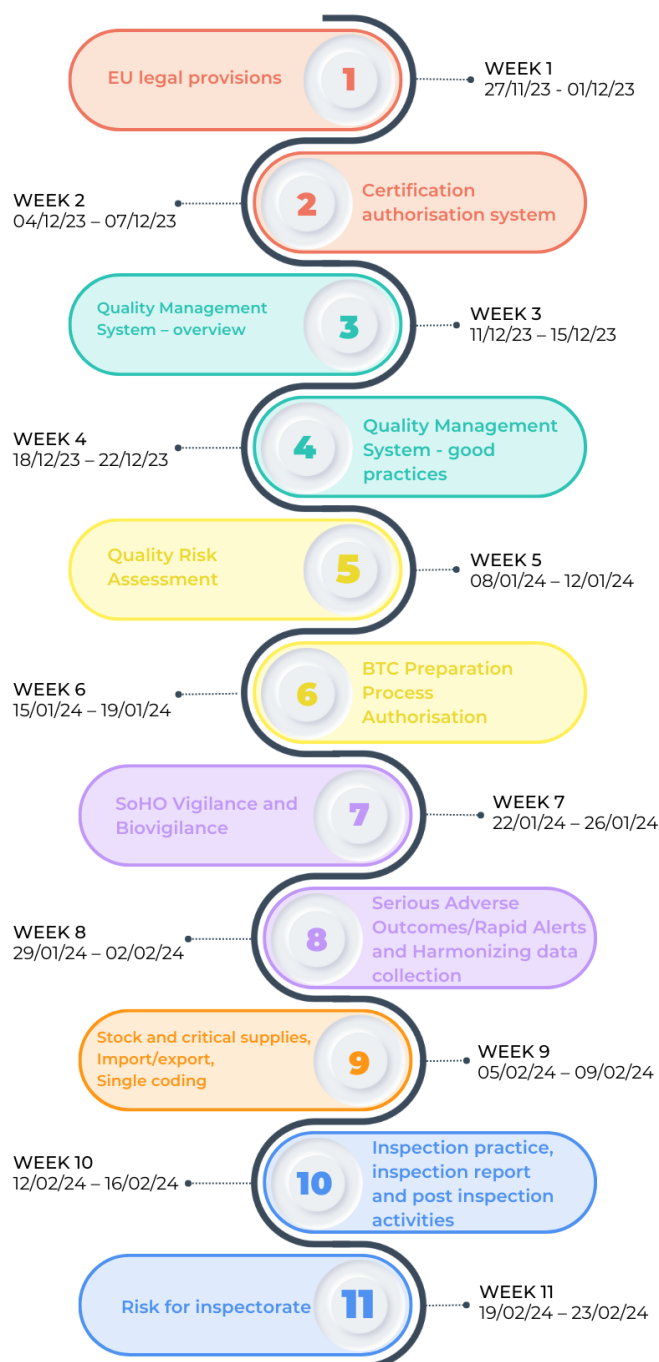 EU legal provisions
1
WEEK 1
27/11/23 - 01/12/23
WEEK 2
04/12/23 – 07/12/23
2
Certification
authorisation system
Quality Management
System – overview
3
WEEK 3
11/12/23 – 15/12/23
WEEK 4
18/12/23 – 22/12/23
4
Quality Management
System - good
practices
Quality Risk
Assessment
5
WEEK 5
08/01/24 – 12/01/24
WEEK 6
15/01/24 – 19/01/24
6
BTC Preparation
Process
Authorisation
SoHO Vigilance and
Biovigilance
7
WEEK 7
22/01/24 – 26/01/24
WEEK 8
29/01/24 – 02/02/24
8
Serious Adverse
Outcomes/Rapid Alerts
and Harmonizing data
collection
Stock and critical supplies,
Import/export,
Single coding
9
WEEK 9
05/02/24 – 09/02/24
WEEK 10
12/02/24 – 16/02/24
10
Inspection practice,
inspection report
and post inspection
activities
Risk for inspectorate
11
WEEK 11
19/02/24 – 23/02/24